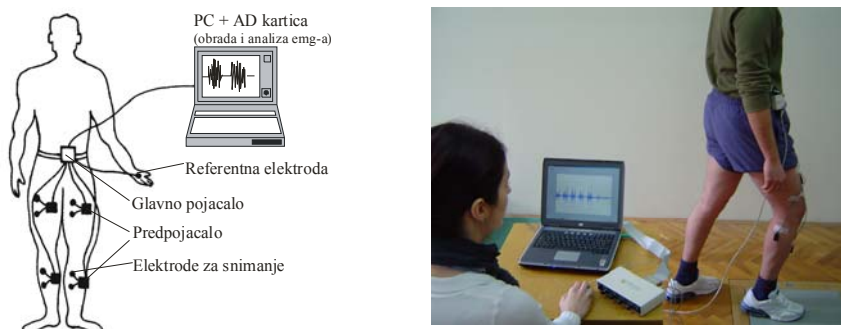 PC + AD kartica
(obrada i analiza emg-a)
Referentna elektroda
Glavno pojacalo
Predpojacalo
Elektrode za snimanje